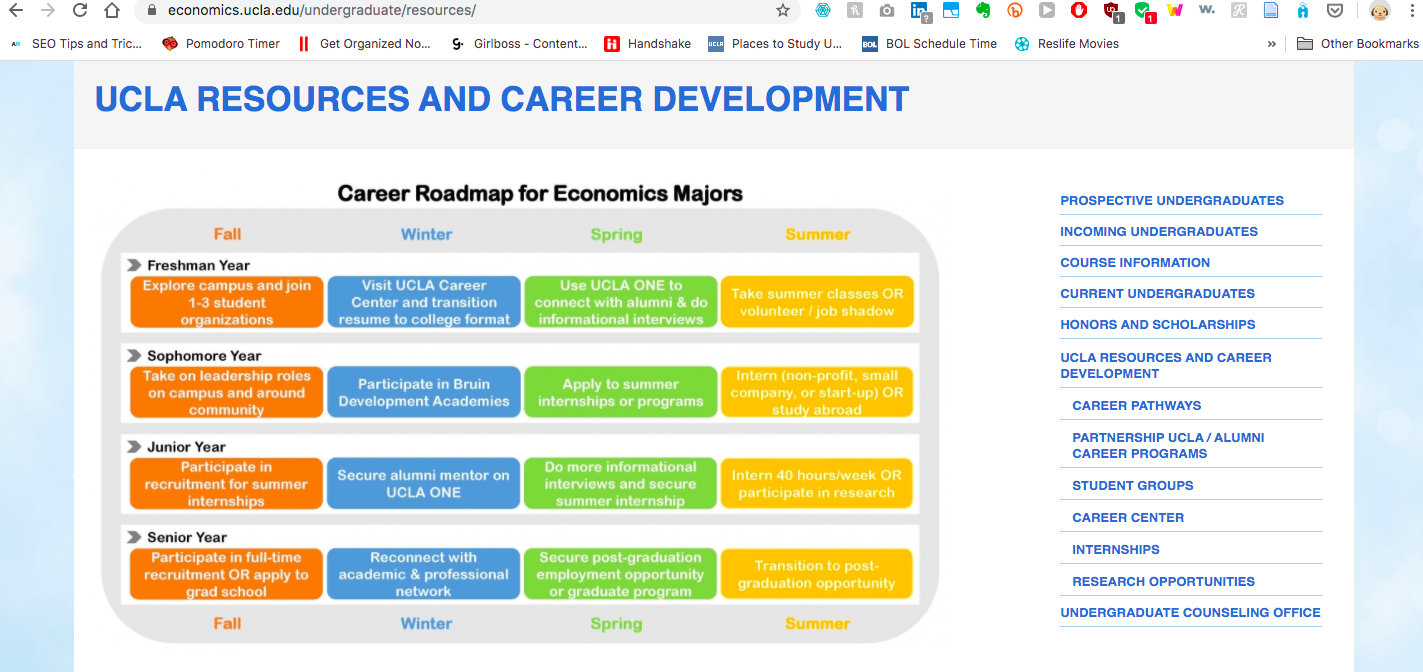 economics.ucla.edu/undergraduate/resources/
SEO Tips and Tric... Pomodoro Timer Get Organized No... Girlboss - Content... Handshake UCLA Places to Study U... BOL BOL Schedule Time Reslife Movies » Other Bookmarks
UCLA RESOURCES AND CAREER DEVELOPMENT
Career Roadmap for Economics Majors
Fall Winter Spring Summer
Freshman Year
Explore campus and join
1-3 student
organizations
Visit UCLA Career
Center and transition
resume to college format
Use UCLA ONE to
connect with alumni & do
informational interviews
Take summer classes OR
volunteer / job shadow
Sophomore Year
Take on leadership roles
on campus and around
community
Participate in Bruin
Development Academies
Apply to summer
internships or programs
Intern (non-profit, small
company, or start-up) OR
study abroad
Junior Year
Participate in
recruitment for summer
internships
Secure alumni mentor on
UCLA ONE
Do more informational
interviews and secure
summer internship
Intern 40 hours/week OR
participate in research
Senior Year
Participate in full-time
recruitment OR apply to
grad school
Reconnect with
academic & professional
network
Secure post-graduation
employment opportunity
or graduate program
Transition to post-
graduation opportunity
Fall Winter Spring Summer
PROSPECTIVE UNDERGRADUATES
INCOMING UNDERGRADUATES
COURSE INFORMATION
CURRENT UNDERGRADUATES
HONORS AND SCHOLARSHIPS
UCLA RESOURCES AND CAREER
DEVELOPMENT
CAREER PATHWAYS
PARTNERSHIP UCLA / ALUMNI
CAREER PROGRAMS
STUDENT GROUPS
CAREER CENTER
INTERNSHIPS
RESEARCH OPPORTUNITIES
UNDERGRADUATE COUNSELING OFFICE